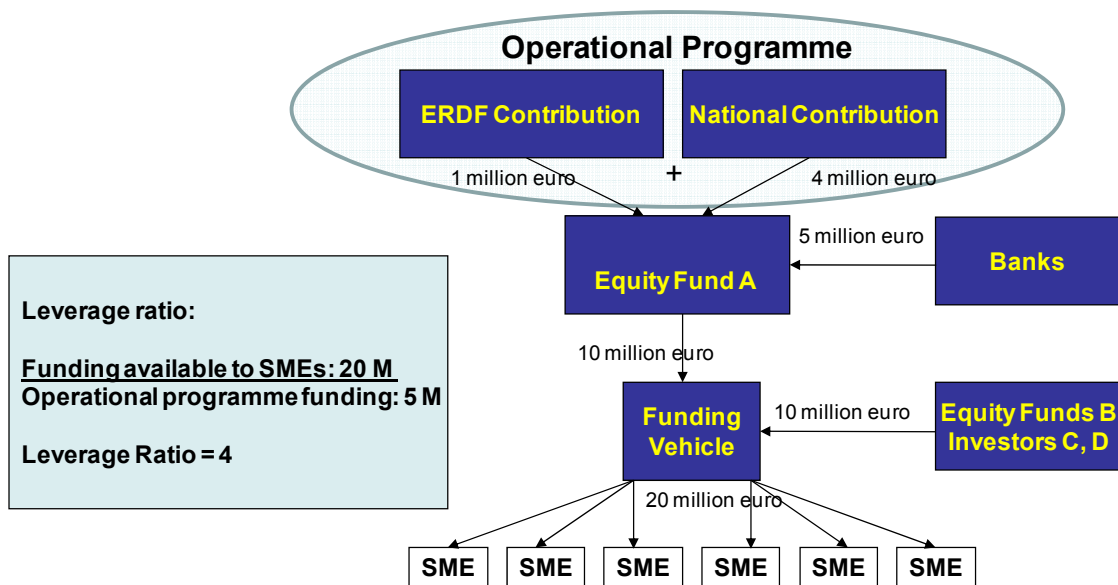 Operational Programme
ERDF Contribution
National Contribution
1 million euro
+
4 million euro
5 million euro
Banks
Equity Fund A
Leverage ratio:
Funding available to SMEs: 20 M
Operational programme funding: 5 M
Leverage Ratio = 4
10 million euro
Funding
Vehicle
10 million euro
Equity Funds B
Investors C, D
20 million euro
SME
SME
SME
SME
SME
SME